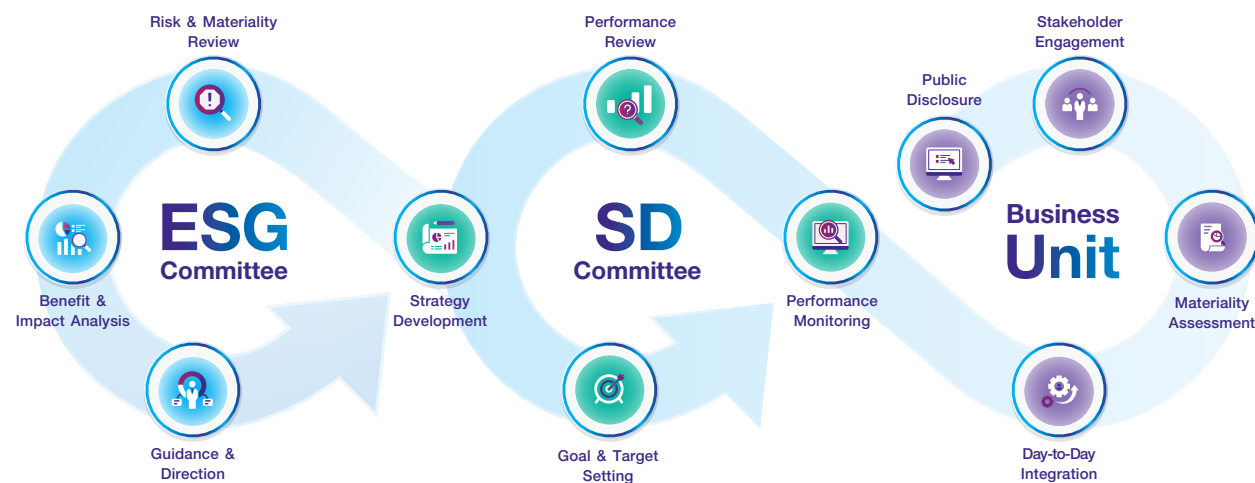 Risk & Materiality
Review
Performance
Review
Stakeholder
Engagement
Public
Disclosure
ESG
Committee
SD
Committee
Business
Unit
Benefit &
Impact Analysis
Strategy
Development
Performance
Monitoring
Materiality
Assessment
Guidance &
Direction
Goal & Target
Setting
Day-to-Day
Integration